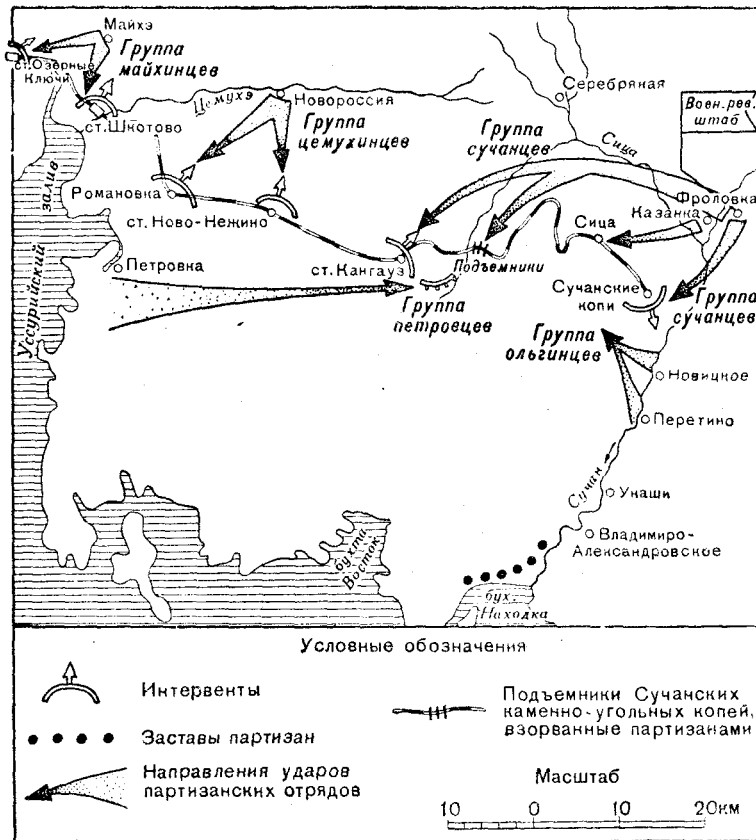 Майхэ
Группа
майхинцев
ст. Озерные
Ключи
ст. Шкотово
Цемухэ
Новороссия
Группа
цемухинцев
Серебряная
Воен. рев.
штаб
Группа
сучанцев
Сица
Фроловка
Казанка
Романовка
ст. Ново-Нежино
Уссурийский залив
Петровка
ст. Кангауз
Подъемники
Сица
Сучанские
копи
Группа
сучанцев
Группа
петровцев
Группа
ольгинцев
Новицкое
Перетино
Сучан
Унаши
Владимиро-
Александровское
бухта
Восток
бух.
Находка
Условные обозначения
Интервенты
Заставы партизан
Направления ударов
партизанских отрядов
Подъемники Сучанских
каменно-угольных копей,
взорванные партизанами
Масштаб
10 0 10 20км